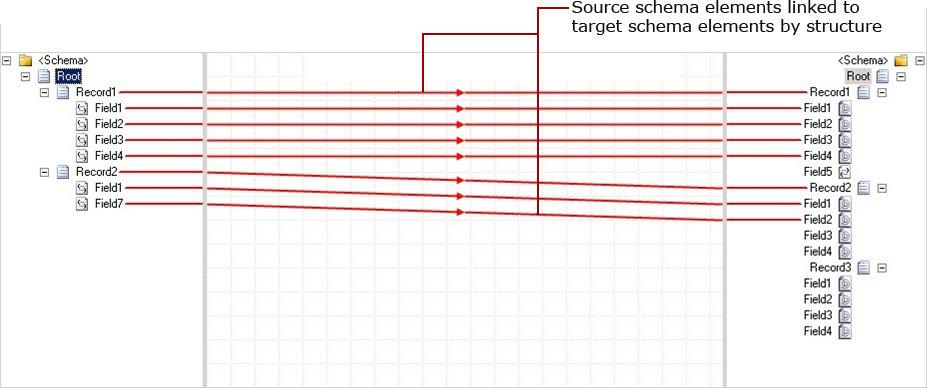 Source schema elements linked to
target schema elements by structure
<Schema>
Root
Record1
Field1
Field2
Field3
Field4
Record2
Field1
Field7
<Schema>
Root
Record1
Field1
Field2
Field3
Field4
Field5
Record2
Field1
Field2
Field3
Field4
Record3
Field1
Field2
Field3
Field4